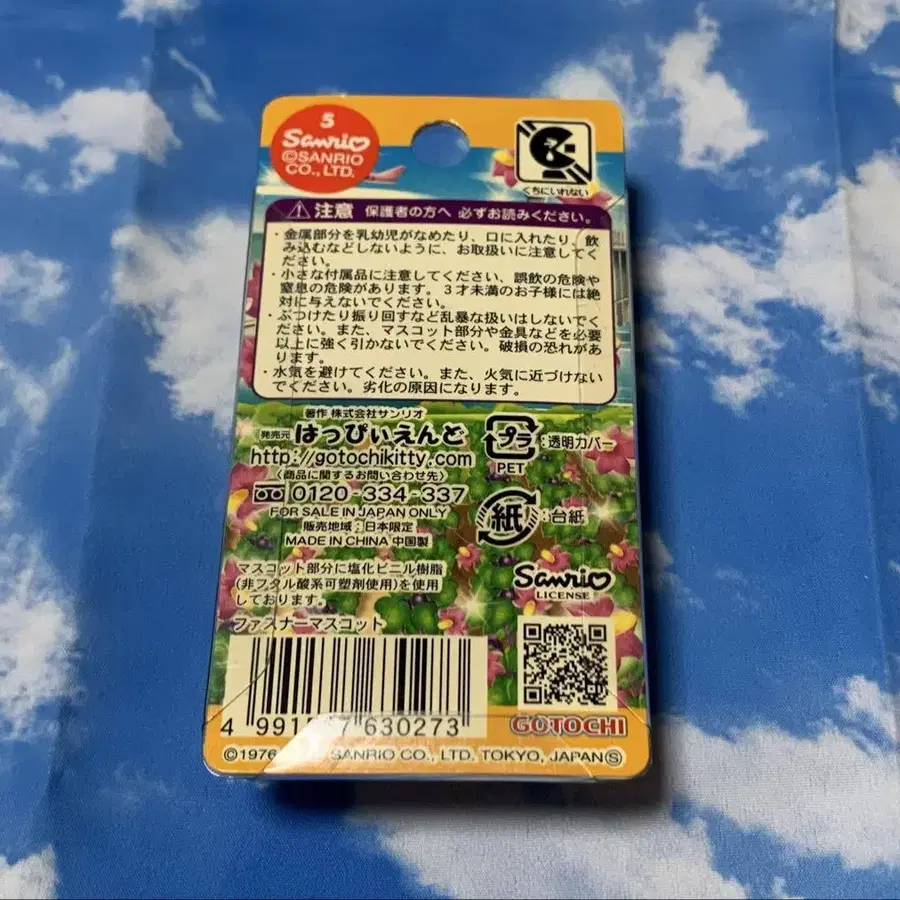 5
Sanrio
©SANRIO
CO., LTD.
くちにいれない
⚠注意 保護者の方へ 必ずお読みください。
・金属部分を乳幼児がなめたり、口に入れたり、飲
み込むなどしないように、お取扱いに注意してく
ださい。
・小さな付属品に注意してください、誤飲の危険や
窒息の危険があります。3才未満のお子様には絶
対に与えないでください。
・ぶつけたり振り回すなど乱暴な扱いはしないでく
ださい。また、マスコット部分や金具などを必要
以上に強く引かないでください。破損の恐れがあ
ります。
・水気を避けてください。また、火気に近づけない
でください。劣化の原因になります。
著作 株式会社サンリオ
発売元 はっぴぃえんど
http://gotochikitty.com
〈商品に関するお問い合わせ先〉
0120-334-337
FOR SALE IN JAPAN ONLY
販売地域:日本限定
MADE IN CHINA 中国製
プラ :透明カバー
PET
紙 :台紙
マスコット部分に塩化ビニル樹脂
(非フタル酸系可塑剤使用)を使用
しております。
ファスナーマスコット
Sanrio
LICENSE
630273
GOTOCHI
©1976, SANRIO CO., LTD. TOKYO, JAPAN Ⓢ